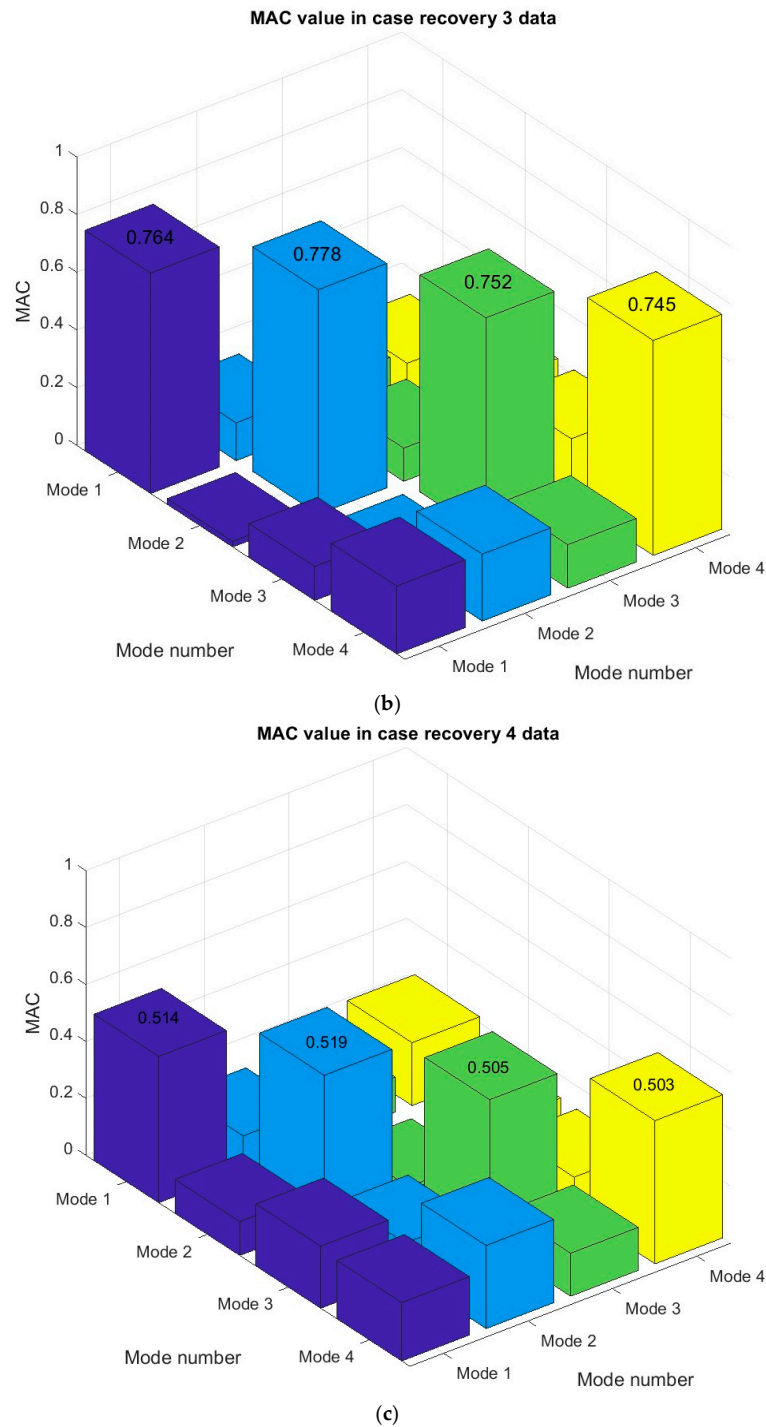 MAC value in case recovery 3 data
1
0.8
0.6
0.4
0.2
0
MAC
0.764
0.778
0.752
0.745
Mode 1
Mode 2
Mode 3
Mode 4
Mode number
Mode 1
Mode 2
Mode 3
Mode 4
Mode number
(b)
MAC value in case recovery 4 data
1
0.8
0.6
0.4
0.2
0
MAC
0.514
0.519
0.505
0.503
Mode 1
Mode 2
Mode 3
Mode 4
Mode number
Mode 1
Mode 2
Mode 3
Mode 4
Mode number
(c)